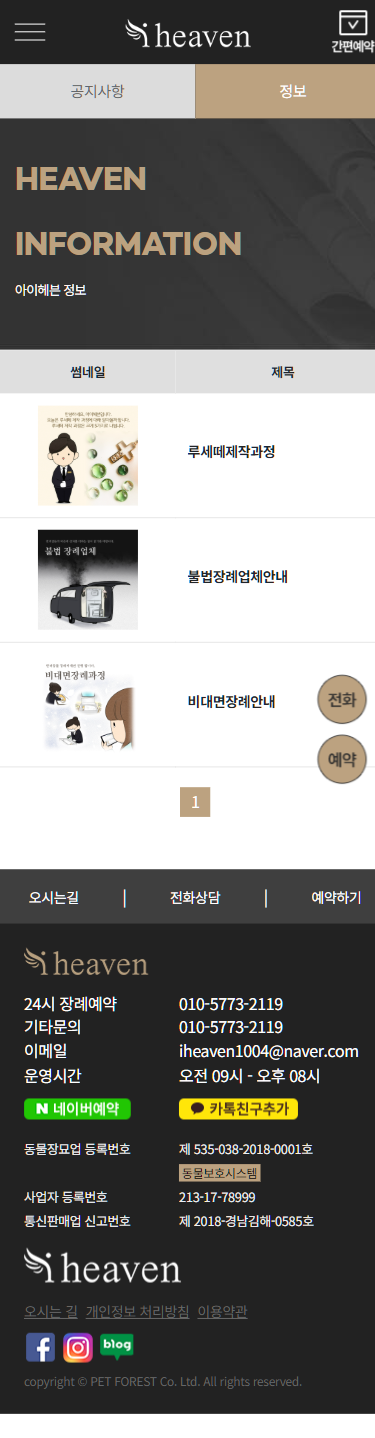 iheaven
간편예약
공지사항
정보
HEAVEN
INFORMATION
아이헤븐 정보
썸네일
제목
루세떼제작과정
불법 장례업체
불법장례업체안내
비대면장례과정
비대면장례안내
전화
예약
1
오시는길 | 전화상담 | 예약하기
iheaven
24시 장례예약 010-5773-2119
기타문의 010-5773-2119
이메일 iheaven1004@naver.com
운영시간 오전 09시 - 오후 08시
N 네이버예약 카톡친구추가
동물장묘업 등록번호 제 535-038-2018-0001호
동물보호시스템
사업자 등록번호 213-17-78999
통신판매업 신고번호 제 2018-경남김해-0585호
iheaven
오시는 길 개인정보 처리방침 이용약관
blog
copyright © PET FOREST Co. Ltd. All rights reserved.